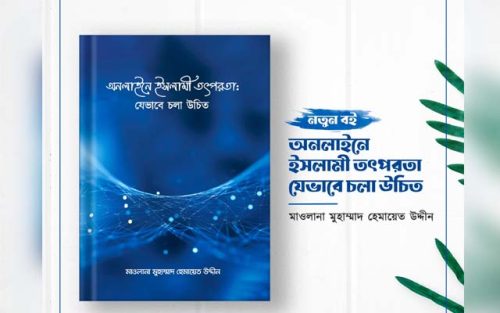 অনলাইনে ইসলামী তৎপরতা:
যেভাবে চলা উচিত
মাওলানা মুহাম্মাদ হেমায়েত উদ্দীন
নতুন বই
অনলাইনে
ইসলামী তৎপরতা
যেভাবে চলা উচিত
মাওলানা মুহাম্মাদ হেমায়েত উদ্দীন